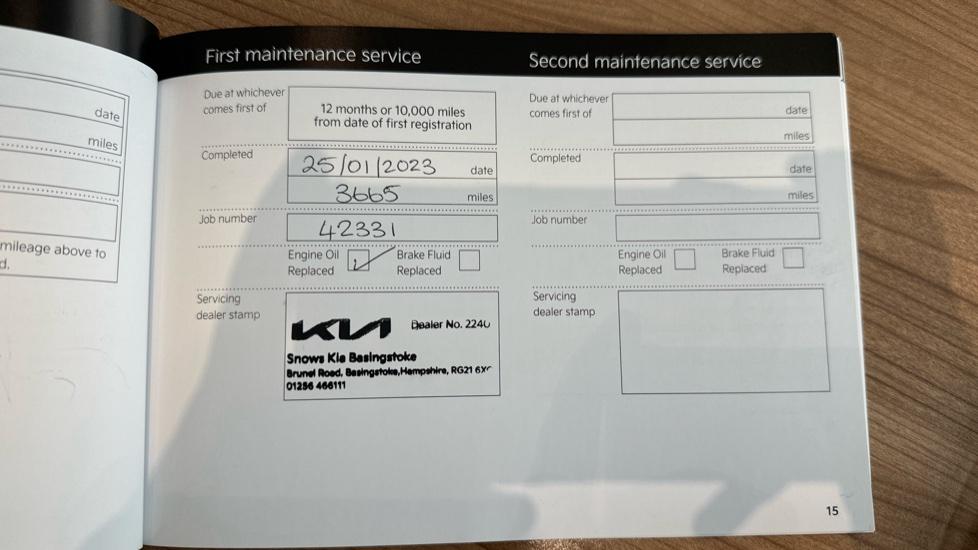 date
miles
mileage above to
d.
First maintenance service
Due at whichever
comes first of
12 months or 10,000 miles
from date of first registration
Completed
25/01/2023 date
3665 miles
Job number
42331
Engine Oil
Replaced
Brake Fluid
Replaced
Servicing
dealer stamp
KIA Dealer No. 224
Snows Kia Basingstoke
Brunel Road, Basingstoke, Hampshire, RG21
01256 466111
Second maintenance service
Due at whichever
comes first of
date
miles
Completed
date
miles
Job number
Engine Oil
Replaced
Brake Fluid
Replaced
Servicing
dealer stamp
15